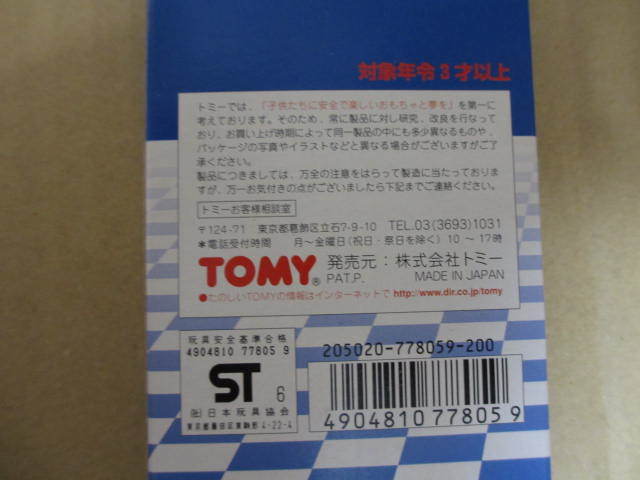 対象年令3才以上
トミーでは、「子供たちに安全で楽しいおもちゃと夢を」を第一に
考えております。そのため、常に製品に対し研究、改良を行なって
おり、お買い上げ時期によって同一製品の中にも多少異なるものや、
パッケージの写真やイラストなどと異なる場合がございますがご了
承ください。
製品につきましては、万全の注意をはらって製造に当たっておりま
すが、万一お気付きの点がございましたら下記までご連絡ください。
トミーお客様相談室
〒124-71 東京都葛飾区立石7-9-10 TEL.03(3693)1031
*電話受付時間 月〜金曜日(祝日・祭日を除く) 10〜17時
TOMY® 発売元:株式会社トミー
PAT.P. MADE IN JAPAN
●たのしいTOMYの情報はインターネットで http://www.dir.co.jp/tomy
玩具安全基準合格
4904810 77805 9
ST 6
(社)日本玩具協会
東京都墨田区東駒形4-22-4
205020-778059-200
4904810 778059